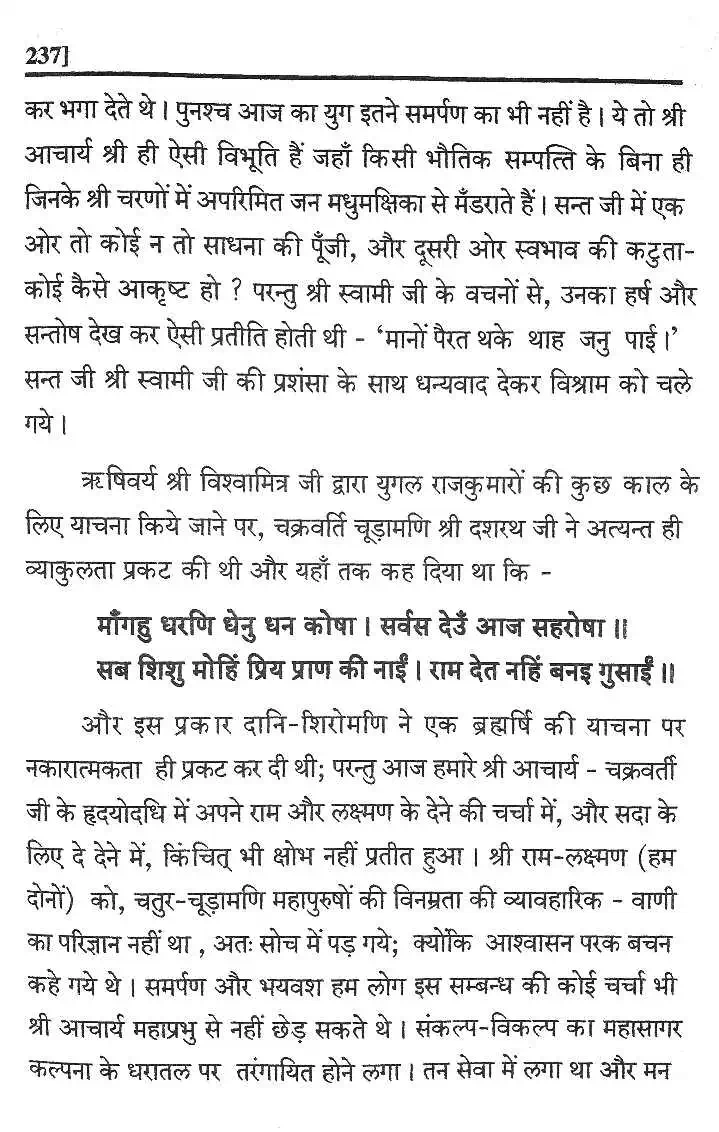 237]
कर भगा देते थे। पुनश्च आज का युग इतने समर्पण का भी नहीं है। ये तो श्री
आचार्य श्री ही ऐसी विभूति हैं जहाँ किसी भौतिक सम्पत्ति के बिना ही
जिनके श्री चरणों में अपरिमित जन मधुमक्षिका से मँडराते हैं। सन्त जी में एक
ओर तो कोई न तो साधना की पूँजी, और दूसरी ओर स्वभाव की कटुता-
कोई कैसे आकृष्ट हो ? परन्तु श्री स्वामी जी के वचनों से, उनका हर्ष और
सन्तोष देख कर ऐसी प्रतीति होती थी - ‘मानों पैरत थके थाह जनु पाई।’
सन्त जी श्री स्वामी जी की प्रशंसा के साथ धन्यवाद देकर विश्राम को चले
गये।
ऋषिवर्य श्री विश्वामित्र जी द्वारा युगल राजकुमारों की कुछ काल के
लिए याचना किये जाने पर, चक्रवर्ति चूड़ामणि श्री दशरथ जी ने अत्यन्त ही
व्याकुलता प्रकट की थी और यहाँ तक कह दिया था कि -
माँगहु धरणि धेनु धन कोषा। सर्वस देउँ आज सहरोषा॥
सब शिशु मोहिं प्रिय प्राण की नाईं। राम देत नहिं बनइ गुसाईं॥
और इस प्रकार दानि-शिरोमणि ने एक ब्रह्मर्षि की याचना पर
नकारात्मकता ही प्रकट कर दी थी; परन्तु आज हमारे श्री आचार्य - चक्रवर्ती
जी के हृदयोदधि में अपने राम और लक्ष्मण के देने की चर्चा में, और सदा के
लिए दे देने में, किंचित् भी क्षोभ नहीं प्रतीत हुआ। श्री राम-लक्ष्मण (हम
दोनों) को, चतुर-चूड़ामणि महापुरुषों की विनम्रता की व्यावहारिक - वाणी
का परिज्ञान नहीं था , अतः सोच में पड़ गये; क्योंकि आश्वासन परक बचन
कहे गये थे। समर्पण और भयवश हम लोग इस सम्बन्ध की कोई चर्चा भी
श्री आचार्य महाप्रभु से नहीं छेड़ सकते थे। संकल्प-विकल्प का महासागर
कल्पना के धरातल पर तरंगायित होने लगा। तन सेवा में लगा था और मन